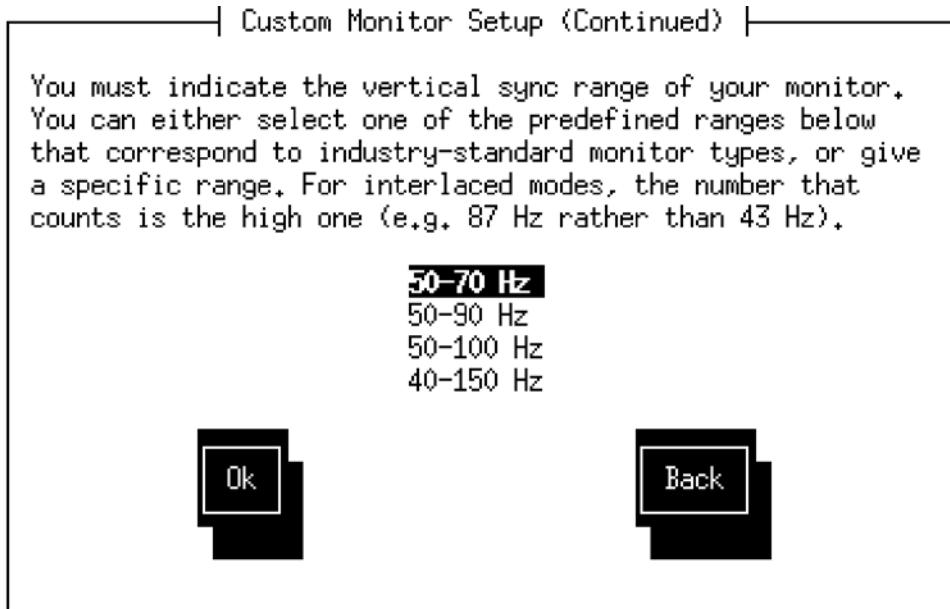 Custom Monitor Setup (Continued)
You must indicate the vertical sync range of your monitor.
You can either select one of the predefined ranges below
that correspond to industry-standard monitor types, or give
a specific range. For interlaced modes, the number that
counts is the high one (e.g. 87 Hz rather than 43 Hz).
50-70 Hz
50-90 Hz
50-100 Hz
40-150 Hz
Ok
Back